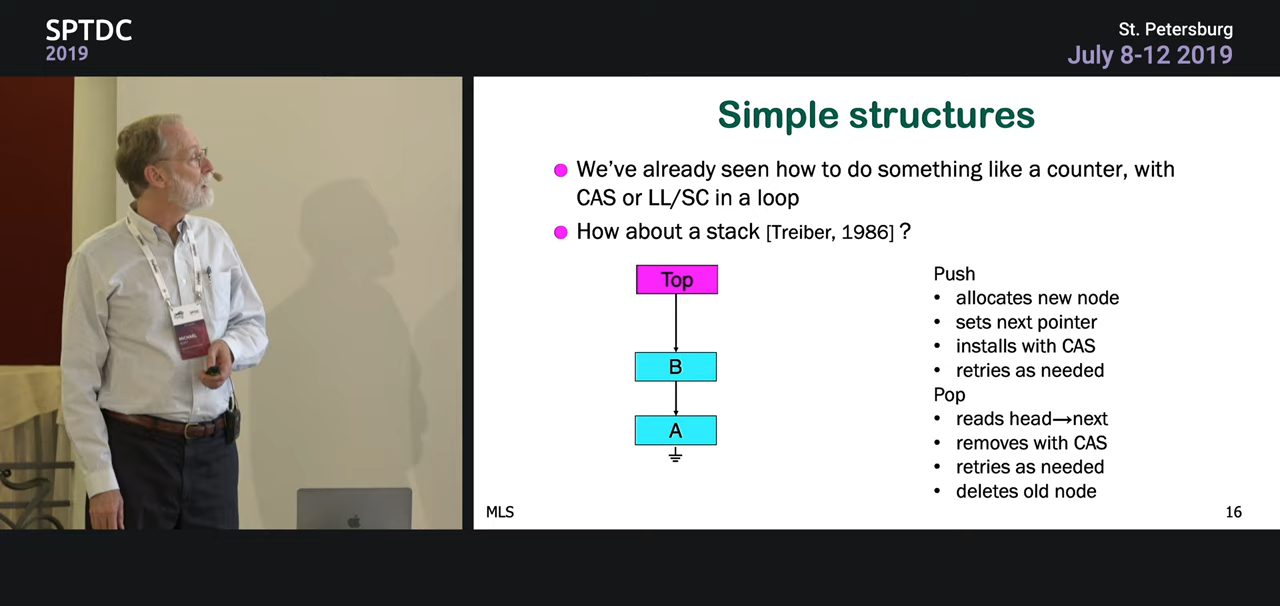 SPTDC
2019
St. Petersburg
July 8-12 2019
Simple structures
We've already seen how to do something like a counter, with
CAS or LL/SC in a loop
How about a stack [Treiber, 1986] ?
Top
B
A
Push
• allocates new node
• sets next pointer
• installs with CAS
• retries as needed
Pop
• reads head→next
• removes with CAS
• retries as needed
• deletes old node
MICHAEL
MLS
16